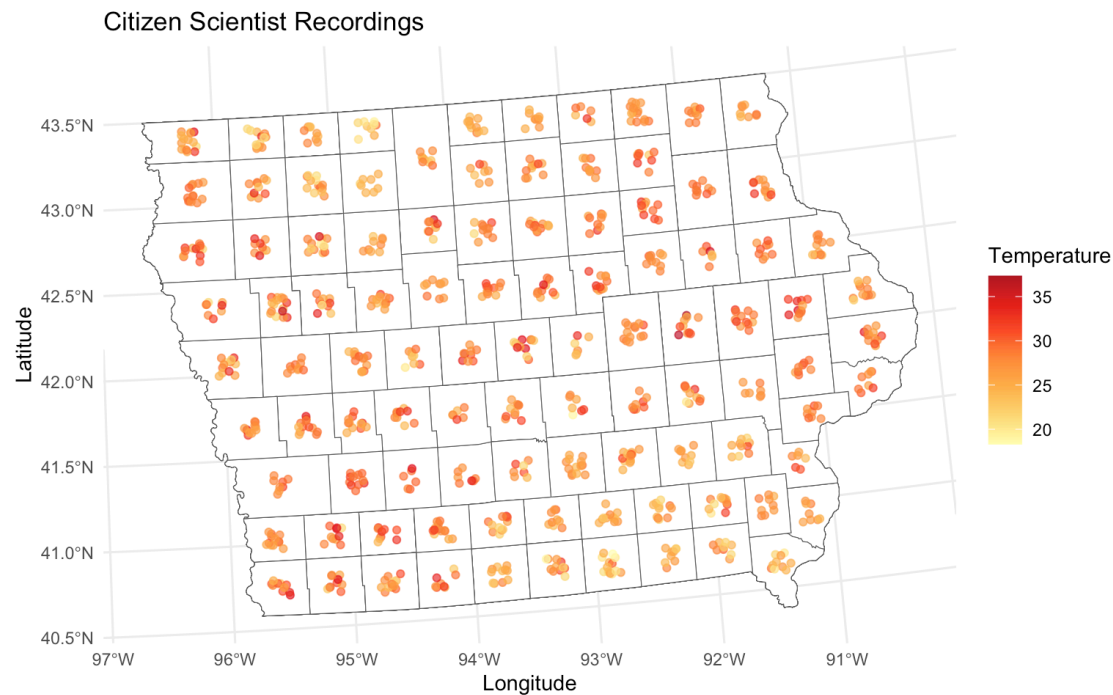 Citizen Scientist Recordings
43.5°N
43.0°N
42.5°N
42.0°N
41.5°N
41.0°N
40.5°N
Latitude
97°W 96°W 95°W 94°W 93°W 92°W 91°W
Longitude
Temperature
35
30
25
20